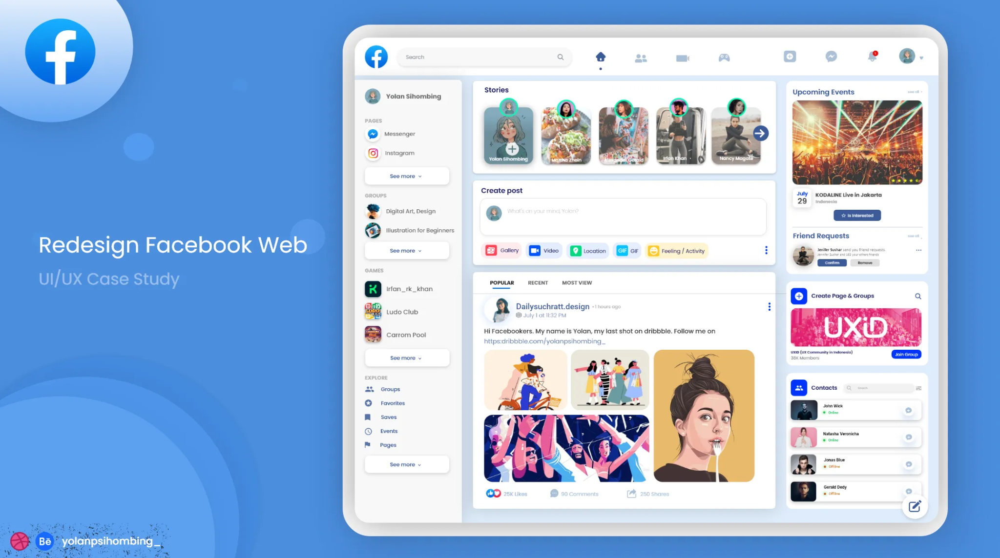 Redesign Facebook Web
UI/UX Case Study
Bē yolanpsihombing_
Search
1
Yolan Sihombing
PAGES
Messenger
Instagram
See more
GROUPS
Digital Art, Design
Illustration for Beginners
See more
GAMES
Irfan_rk_khan
LUDO
Ludo Club
CARROM
Carrom Pool
See more
EXPLORE
Groups
Favorites
Saves
Events
Pages
See more
Stories
Yolan Sihombing
Martha Zhein
Alexander Gerald
Irfan Khan
Nancy Magate
Create post
What's on your mind, Yolan?
Gallery
Video
Location
GIF GIF
Feeling / Activity
POPULAR RECENT MOST VIEW
Dailysuchratt.design • 1 hours ago
July 1 at 11:32 PM
Hi Facebookers. My name is Yolan, my last shot on dribbble. Follow me on
https:dribbble.com/yolanpsihombing_
25K Likes
90 Comments
250 Shares
Upcoming Events
see all
July
29
KODALINE Live in Jakarta
Indonesia
Is Interested
Friend Requests
see all
Jenifer Sushar send you friend requests.
Jennifer Sushar and 163 your others friends
Confirm Remove
Create Page & Groups
UXiD
UXID (UX Community in Indonesia)
38K Members
Join Group
Contacts
Search
John Wick
Online
Natasha Veronicha
Online
Jonas Blue
Offline
Gerald Dedy
Offline